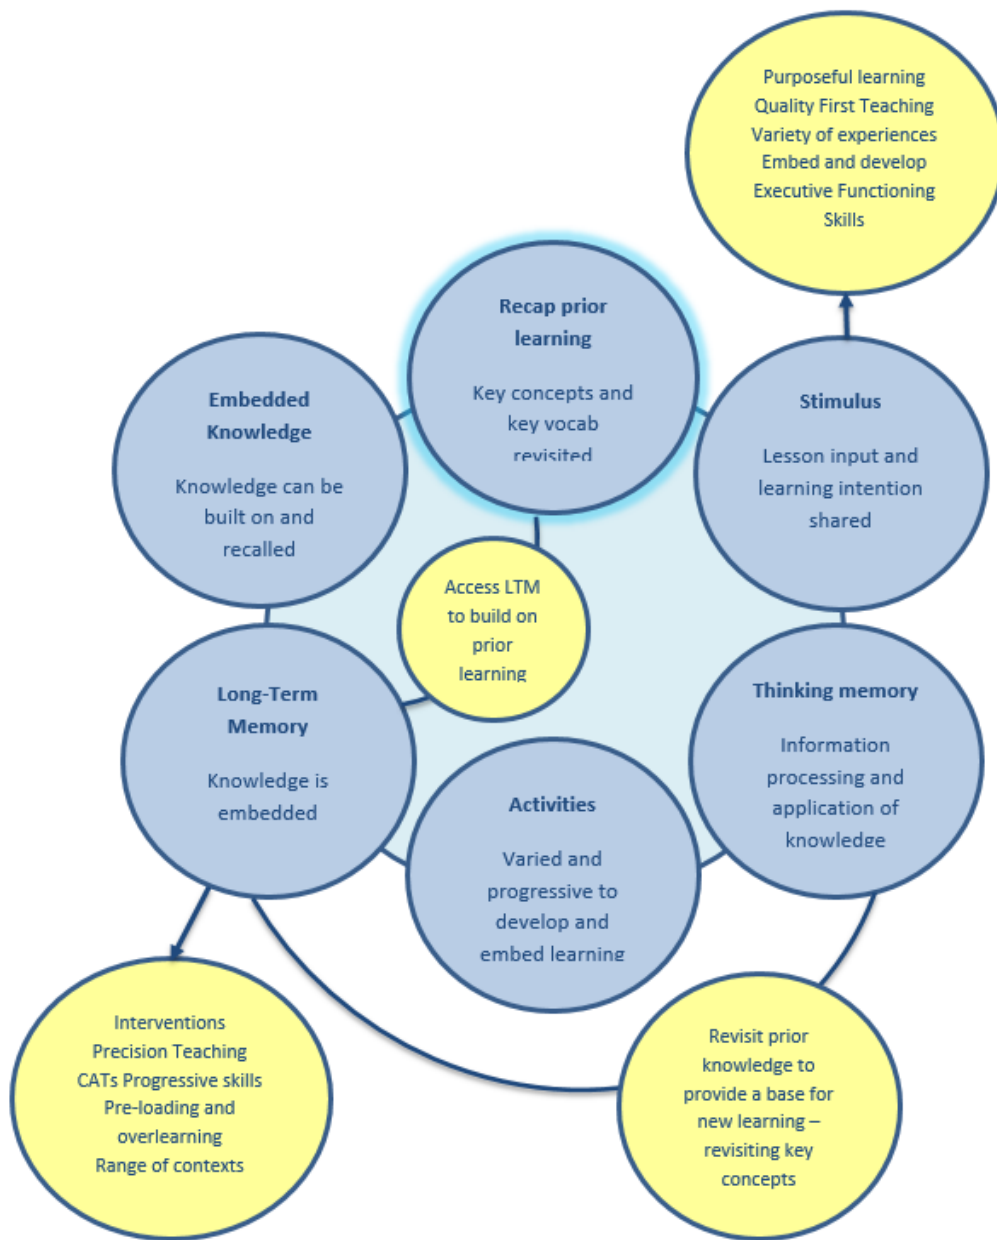 Purposeful learning
Quality First Teaching
Variety of experiences
Embed and develop
Executive Functioning
Skills
Recap prior
learning
Key concepts and
key vocab
revisited
Embedded
Knowledge
Knowledge can be
built on and
recalled
Stimulus
Lesson input and
learning intention
shared
Access LTM
to build on
prior
learning
Long-Term
Memory
Knowledge is
embedded
Thinking memory
Information
processing and
application of
knowledge
Activities
Varied and
progressive to
develop and
embed learning
Interventions
Precision Teaching
CATs Progressive skills
Pre-loading and
overlearning
Range of contexts
Revisit prior
knowledge to
provide a base for
new learning –
revisiting key
concepts